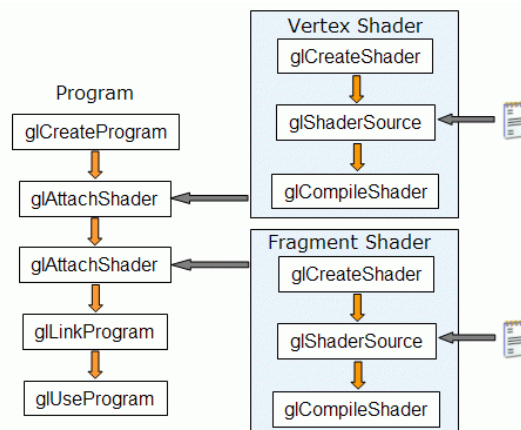 Program
glCreateProgram
glAttachShader
glAttachShader
glLinkProgram
glUseProgram
Vertex Shader
glCreateShader
glShaderSource
glCompileShader
Fragment Shader
glCreateShader
glShaderSource
glCompileShader